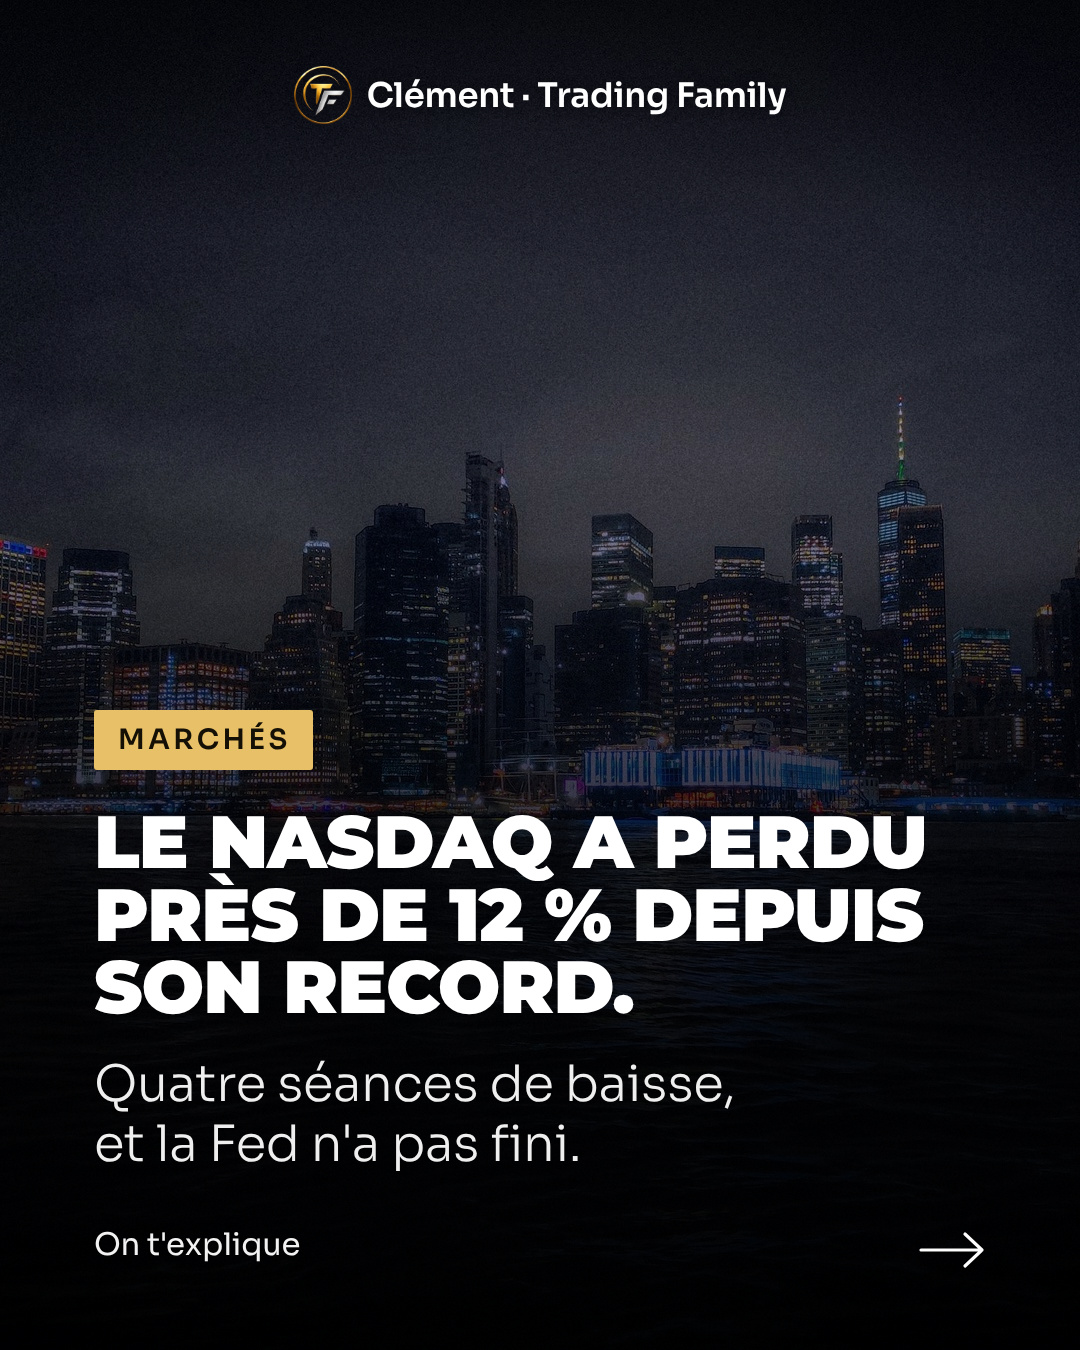 TF Clément · Trading Family
MARCHÉS
LE NASDAQ A PERDU
PRÈS DE 12 % DEPUIS
SON RECORD.
Quatre séances de baisse,
et la Fed n'a pas fini.
On t'explique